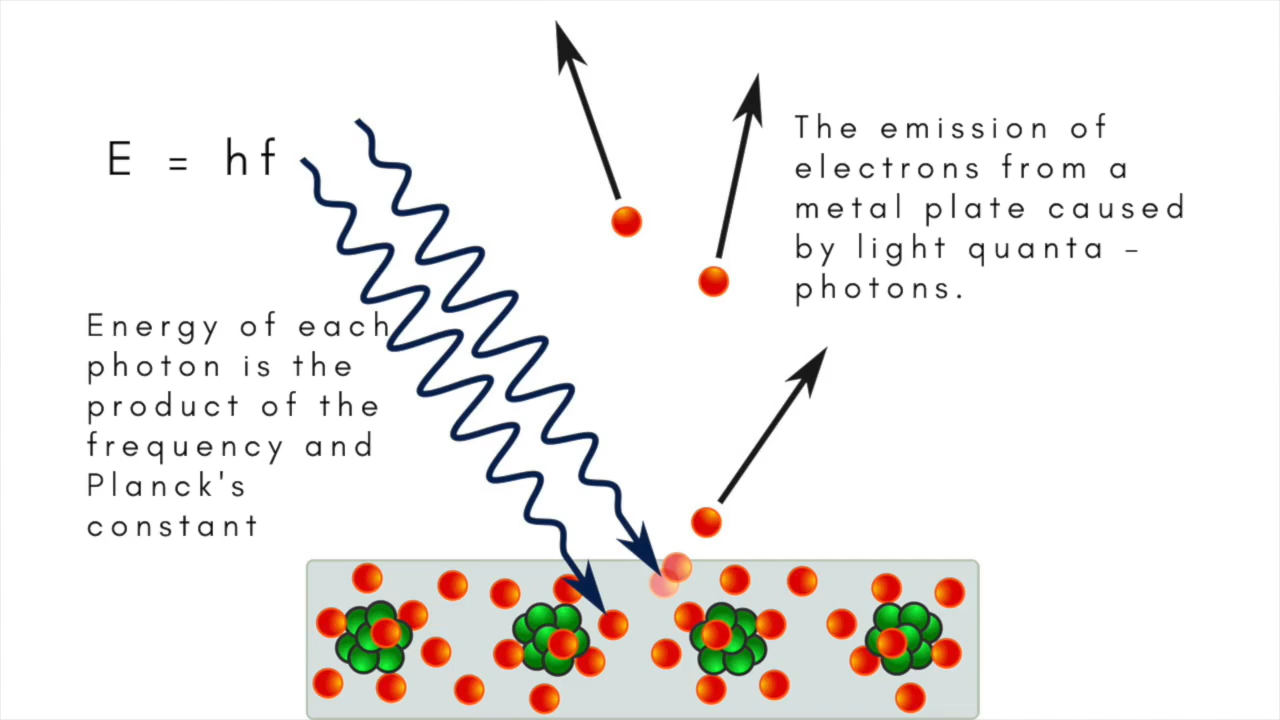 E = hf
Energy of each
photon is the
product of the
frequency and
Planck's
constant
The emission of
electrons from a
metal plate caused
by light quanta –
photons.